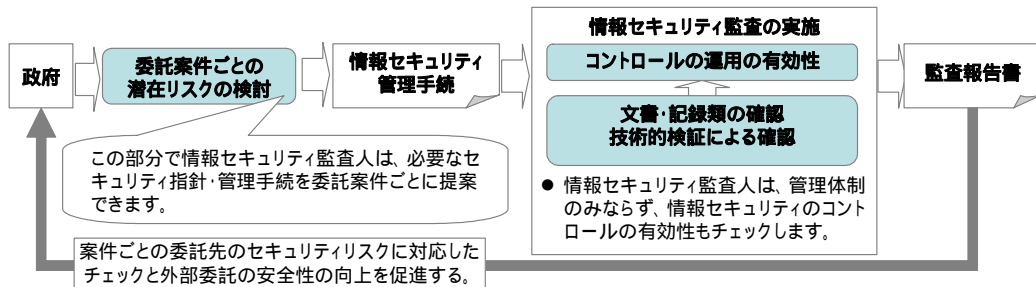 政府
委託案件ごとの
潜在リスクの検討
情報セキュリティ
管理手続
情報セキュリティ監査の実施
コントロールの運用の有効性
文書・記録類の確認
技術的検証による確認
● 情報セキュリティ監査人は、管理体制
のみならず、情報セキュリティのコント
ロールの有効性もチェックします。
監査報告書
この部分で情報セキュリティ監査人は、必要なセ
キュリティ指針・管理手続を委託案件ごとに提案
できます。
案件ごとの委託先のセキュリティリスクに対応した
チェックと外部委託の安全性の向上を促進する。